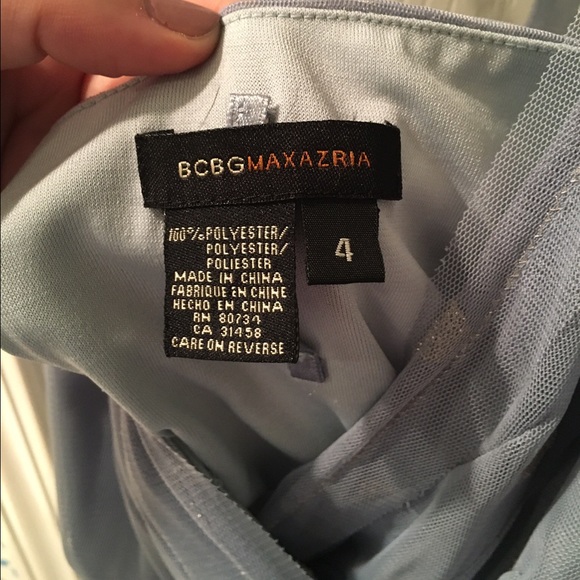 BCBGMAXAZRIA
100%POLYESTER/
POLYESTER/
POLIESTER
MADE IN CHINA
FABRIQUE EN CHINE
HECHO EN CHINA
RN 80734
CA 31458
CARE ON REVERSE
4